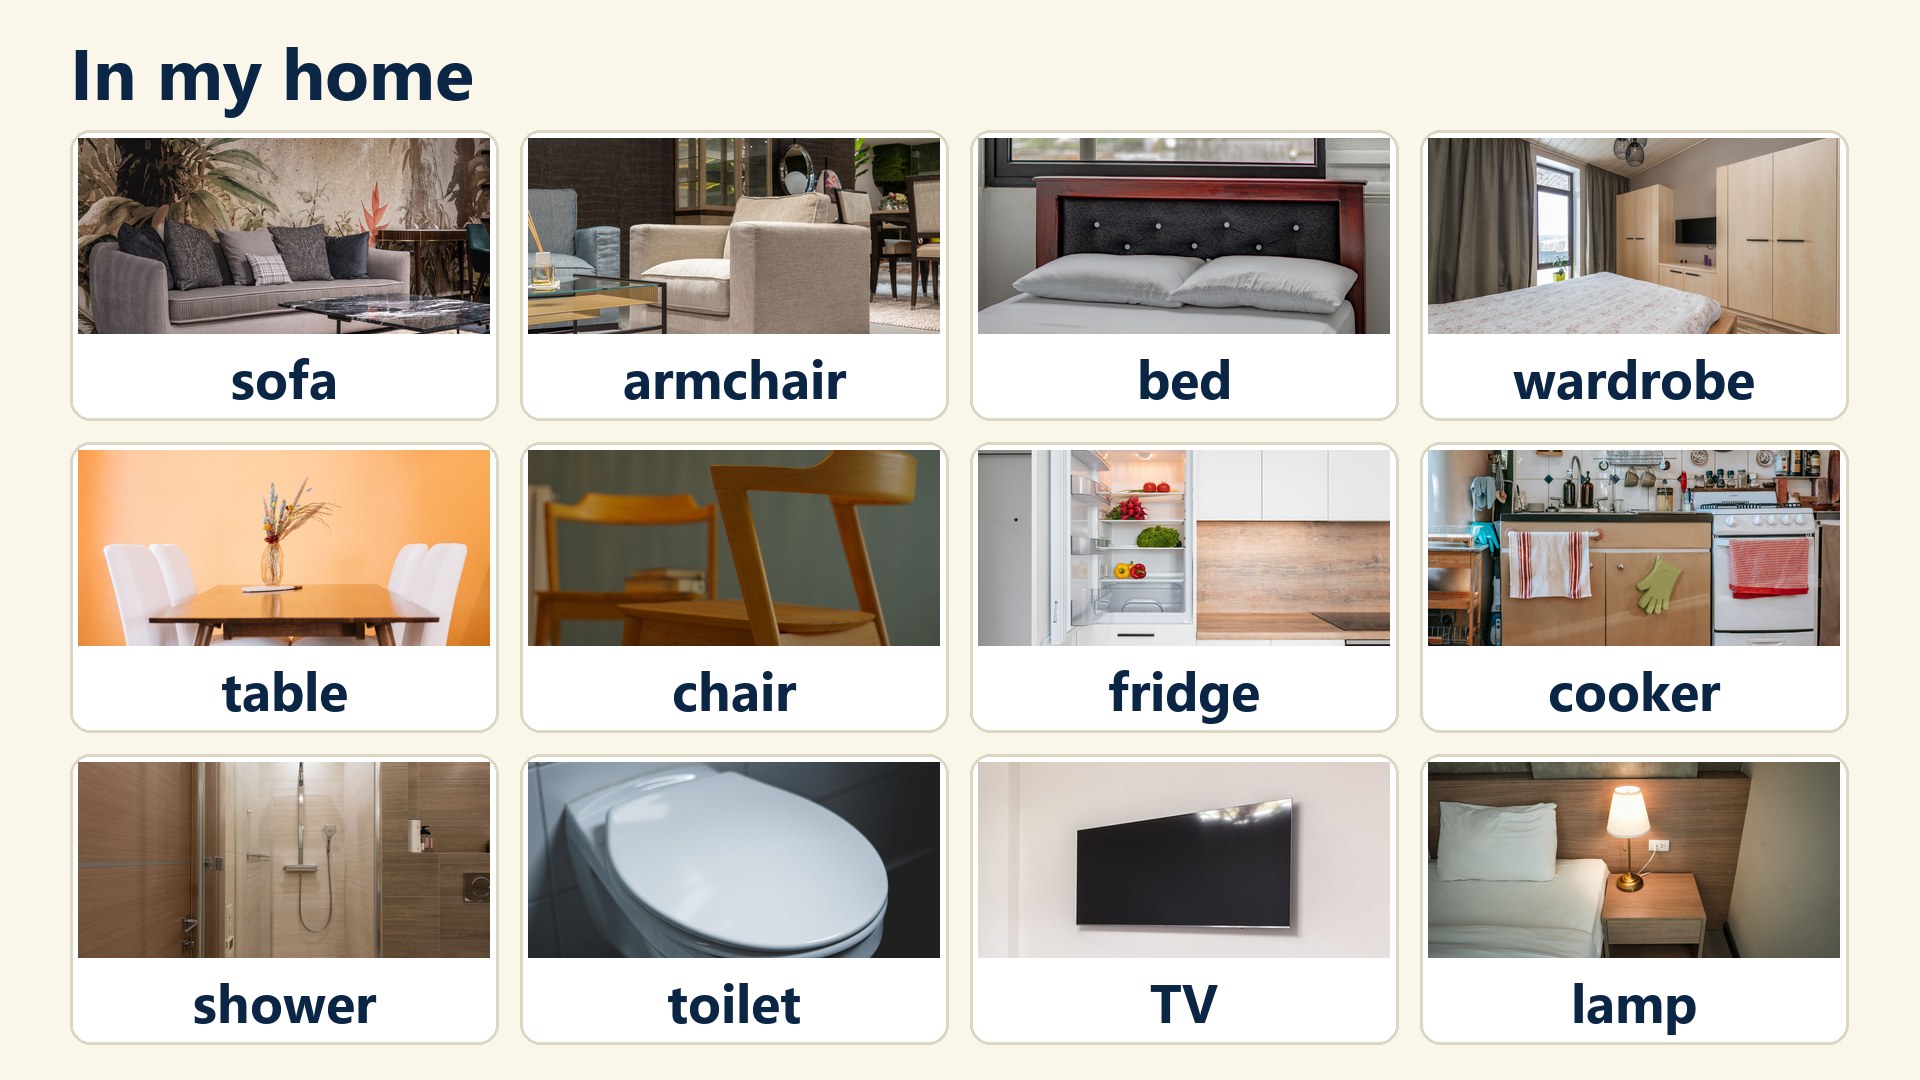 In my home
sofa
armchair
bed
wardrobe
table
chair
fridge
cooker
shower
toilet
TV
lamp